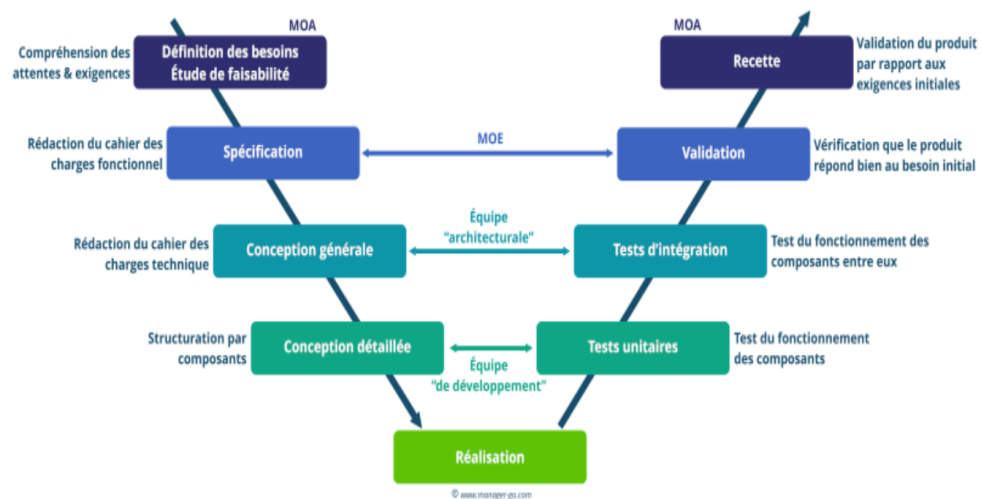 MOA
Compréhension des
attentes & exigences
Définition des besoins
Étude de faisabilité
MOA
Recette
Validation du produit
par rapport aux
exigences initiales
Rédaction du cahier des
charges fonctionnel
Spécification
MOE
Validation
Vérification que le produit
répond bien au besoin initial
Rédaction du cahier des
charges technique
Conception générale
Équipe
"architecturale"
Tests d'intégration
Test du fonctionnement des
composants entre eux
Structuration par
composants
Conception détaillée
Équipe
"de développement"
Tests unitaires
Test du fonctionnement
des composants
Réalisation
© www.manager-go.com